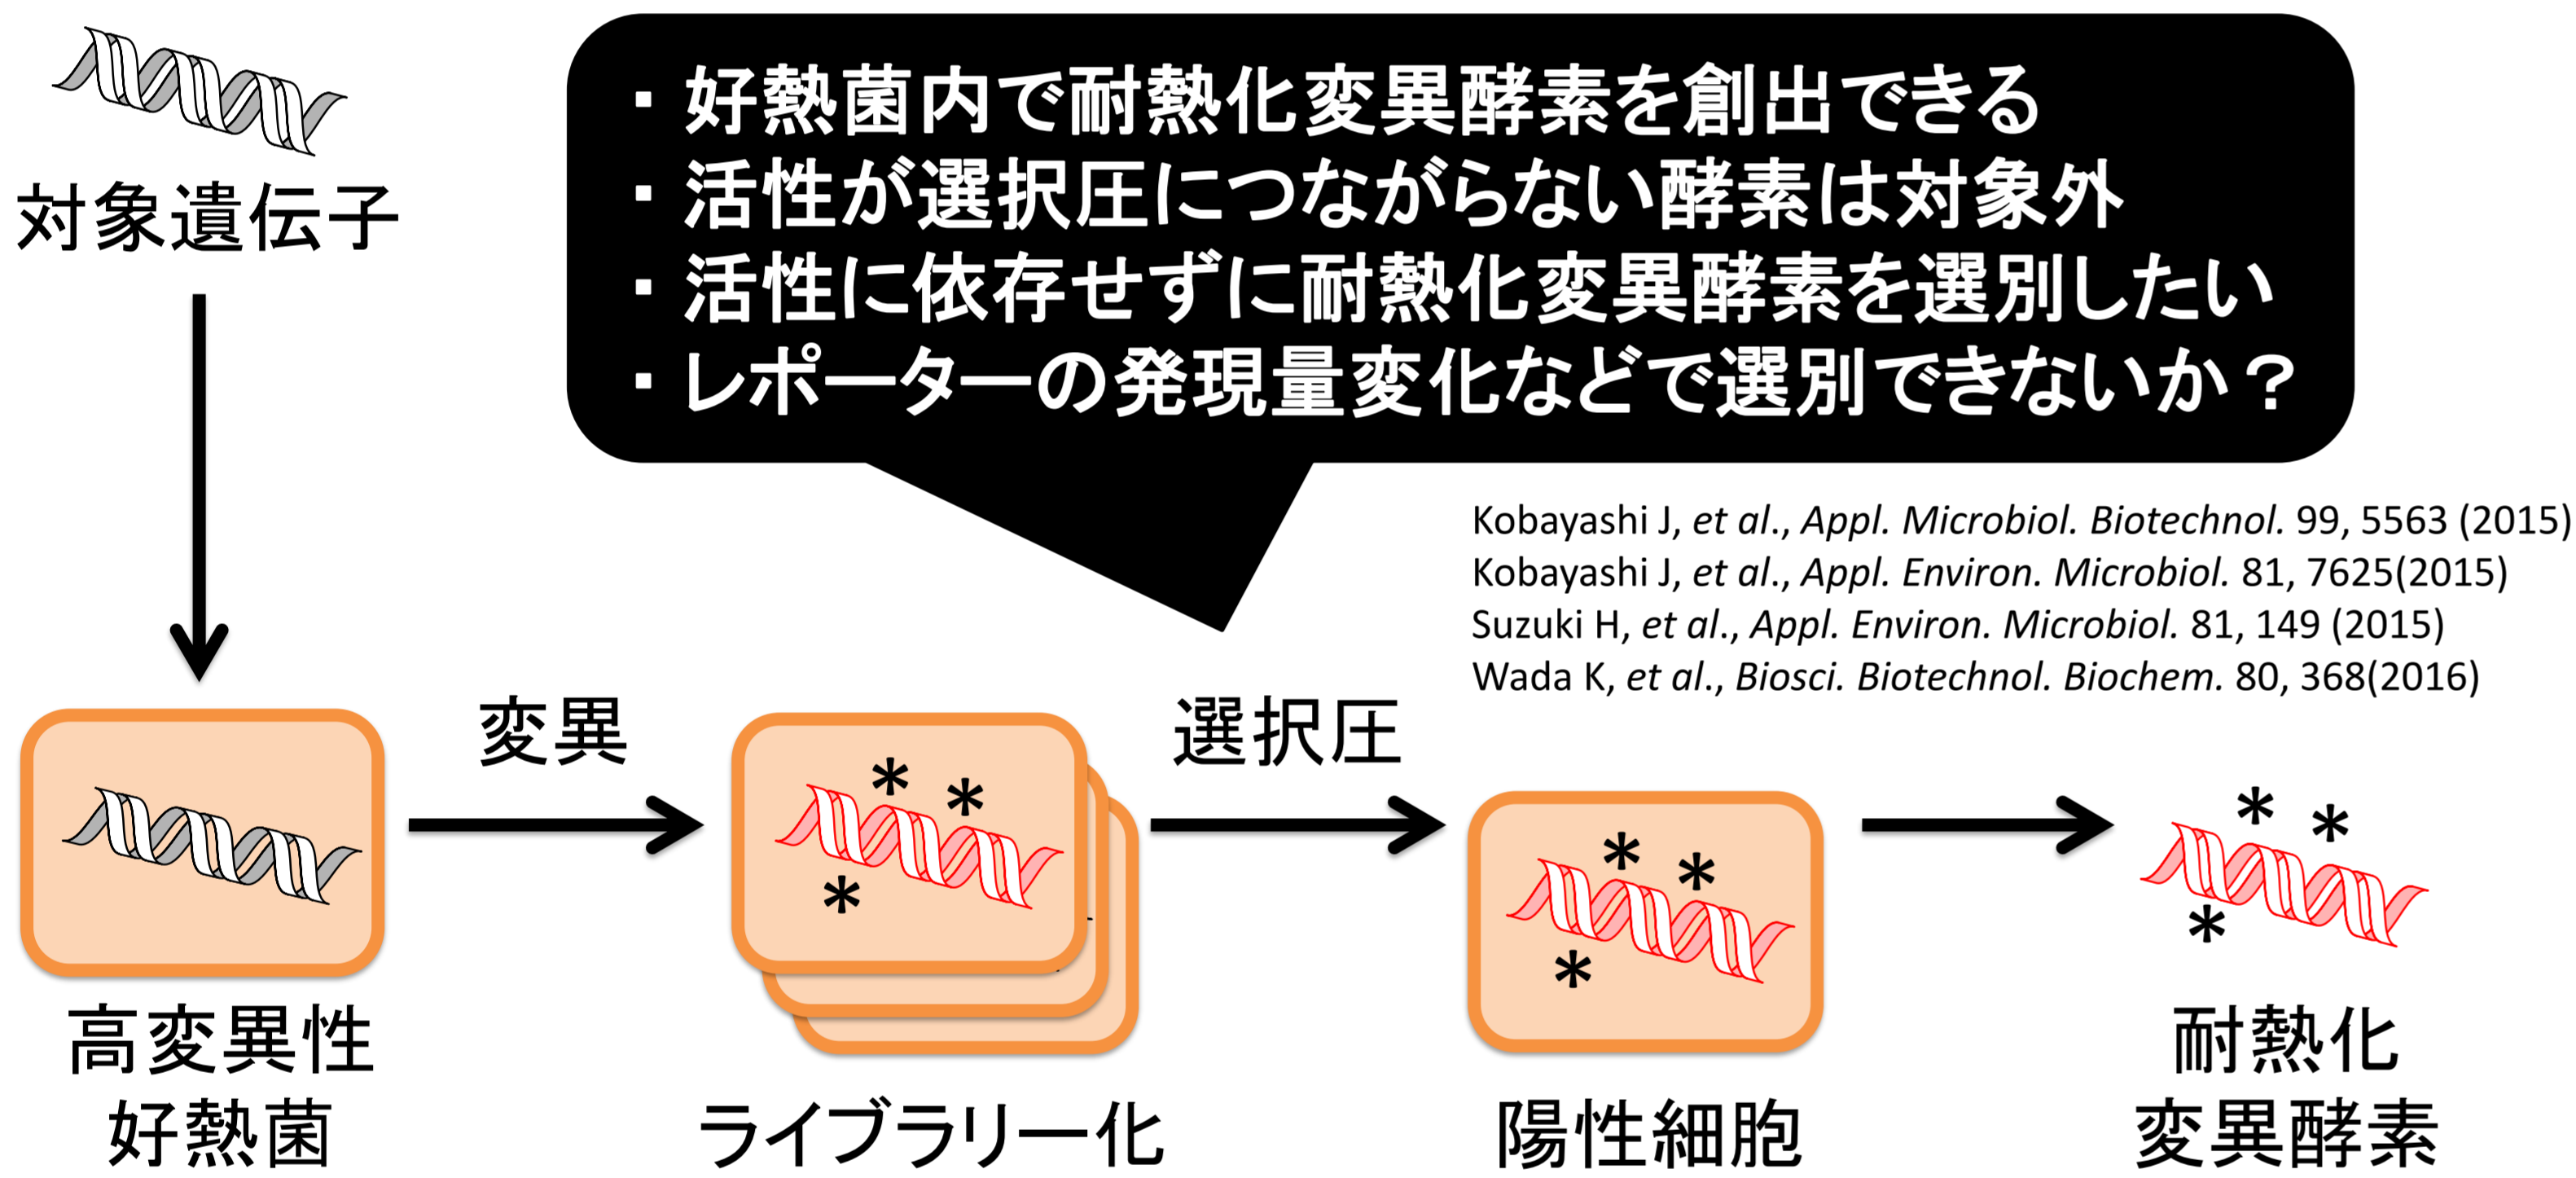 対象遺伝子
・好熱菌内で耐熱化変異酵素を創出できる
・活性が選択圧につながらない酵素は対象外
・活性に依存せずに耐熱化変異酵素を選別したい
・レポーターの発現量変化などで選別できないか？
Kobayashi J, et al., Appl. Microbiol. Biotechnol. 99, 5563 (2015)
Kobayashi J, et al., Appl. Environ. Microbiol. 81, 7625(2015)
Suzuki H, et al., Appl. Environ. Microbiol. 81, 149 (2015)
Wada K, et al., Biosci. Biotechnol. Biochem. 80, 368(2016)
変異
選択圧
* *
*
* *
*
* *
*
高変異性
好熱菌
ライブラリー化
陽性細胞
耐熱化
変異酵素